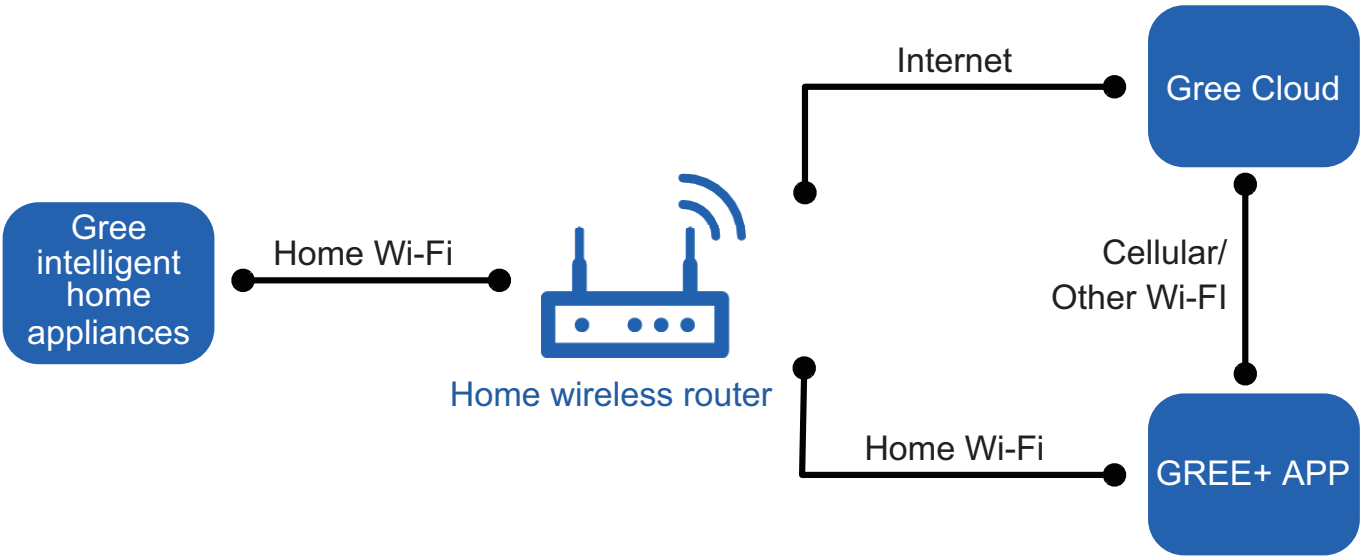 Internet
Gree Cloud
Gree
intelligent
home
appliances
Home Wi-Fi
Cellular/
Other Wi-FI
Home wireless router
Home Wi-Fi
GREE+ APP